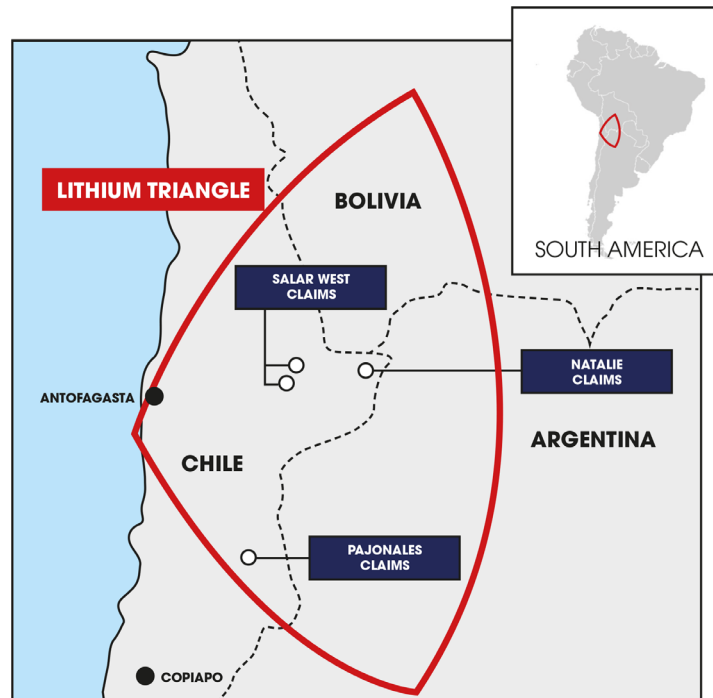 SOUTH AMERICA
LITHIUM TRIANGLE
BOLIVIA
SALAR WEST
CLAIMS
NATALIE
CLAIMS
ANTOFAGASTA
ARGENTINA
CHILE
PAJONALES
CLAIMS
COPIAPO